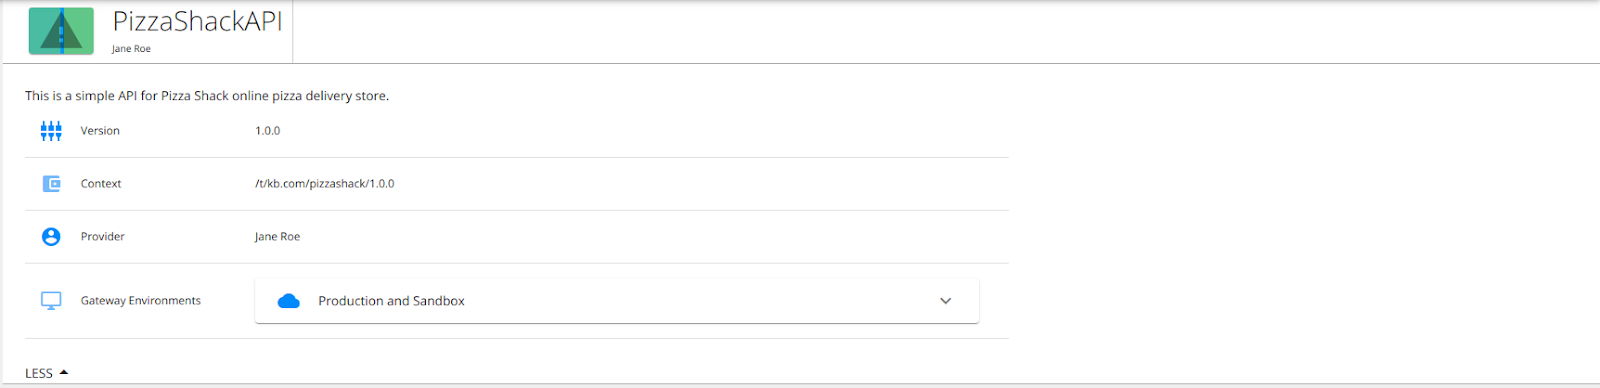 PizzaShackAPI
Jane Roe
This is a simple API for Pizza Shack online pizza delivery store.
Version 1.0.0
Context /t/kb.com/pizzashack/1.0.0
Provider Jane Roe
Gateway Environments Production and Sandbox
LESS